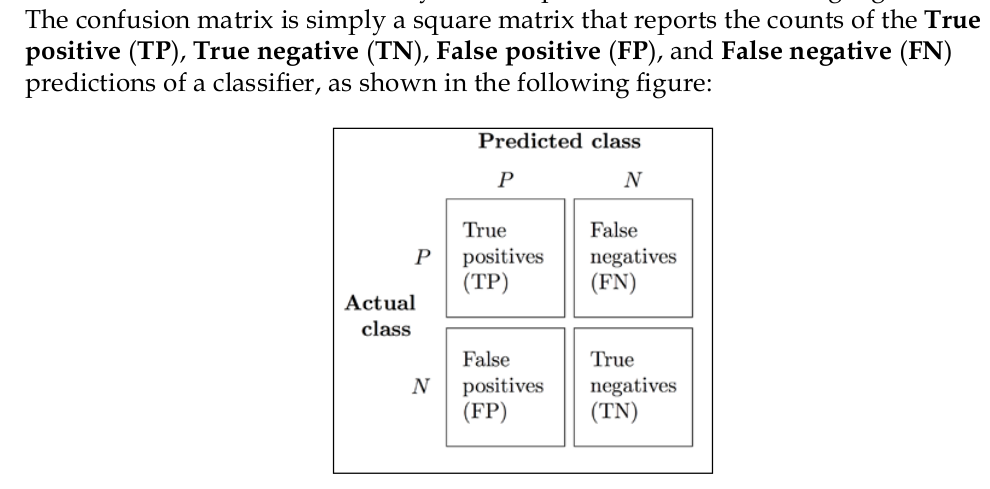 The confusion matrix is simply a square matrix that reports the counts of the True
positive (TP), True negative (TN), False positive (FP), and False negative (FN)
predictions of a classifier, as shown in the following figure:
Predicted class
P N
True
positives
(TP)
False
negatives
(FN)
P
Actual
class
False
positives
(FP)
True
negatives
(TN)
N